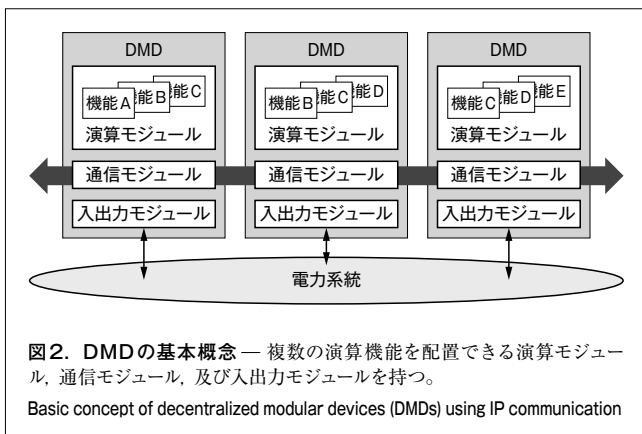 DMD
DMD
DMD
機能A
機能B
能C
機能B
能C
能D
機能C
能D
能E
演算モジュール
演算モジュール
演算モジュール
通信モジュール
通信モジュール
通信モジュール
入出力モジュール
入出力モジュール
入出力モジュール
電力系統
図2. DMDの基本概念 — 複数の演算機能を配置できる演算モジュー
ル, 通信モジュール, 及び入出力モジュールを持つ。
Basic concept of decentralized modular devices (DMDs) using IP communication